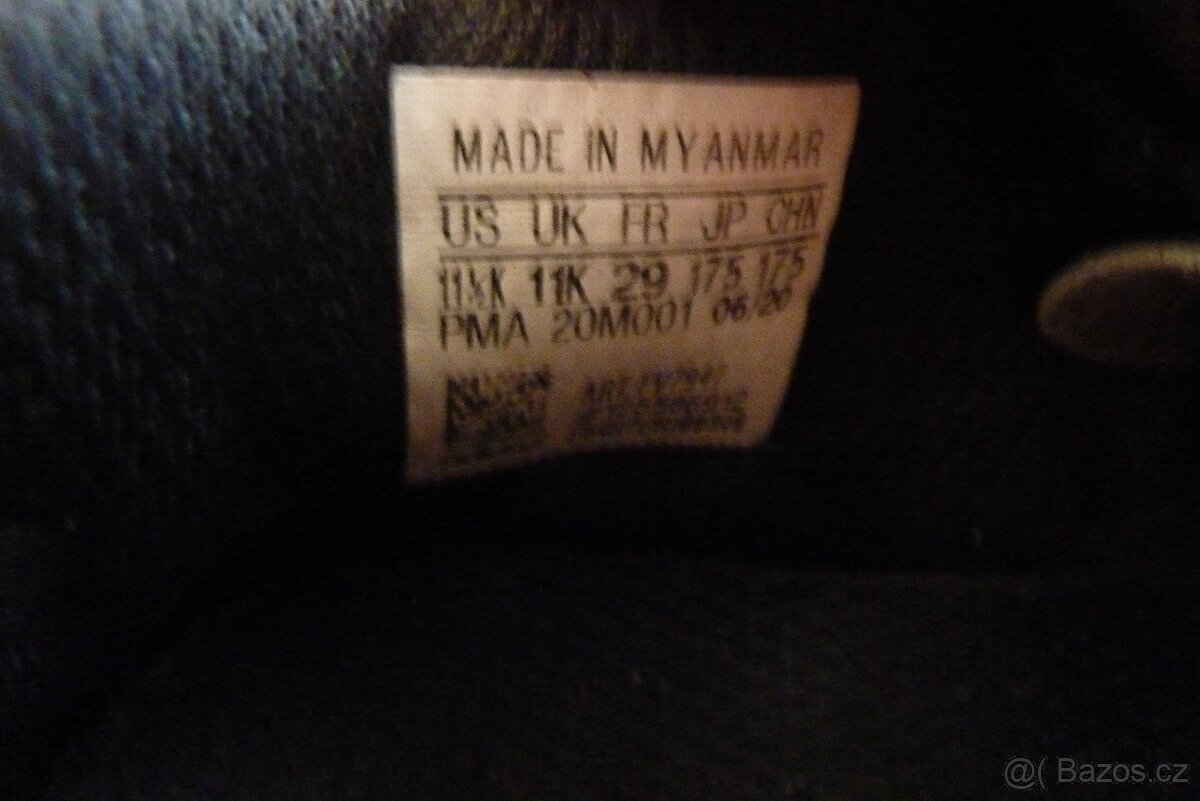 MADE IN MYANMAR
US UK FR JP CHN
11½K 11K 29 175 175
PMA 20M001 06/20
@( Bazos.cz